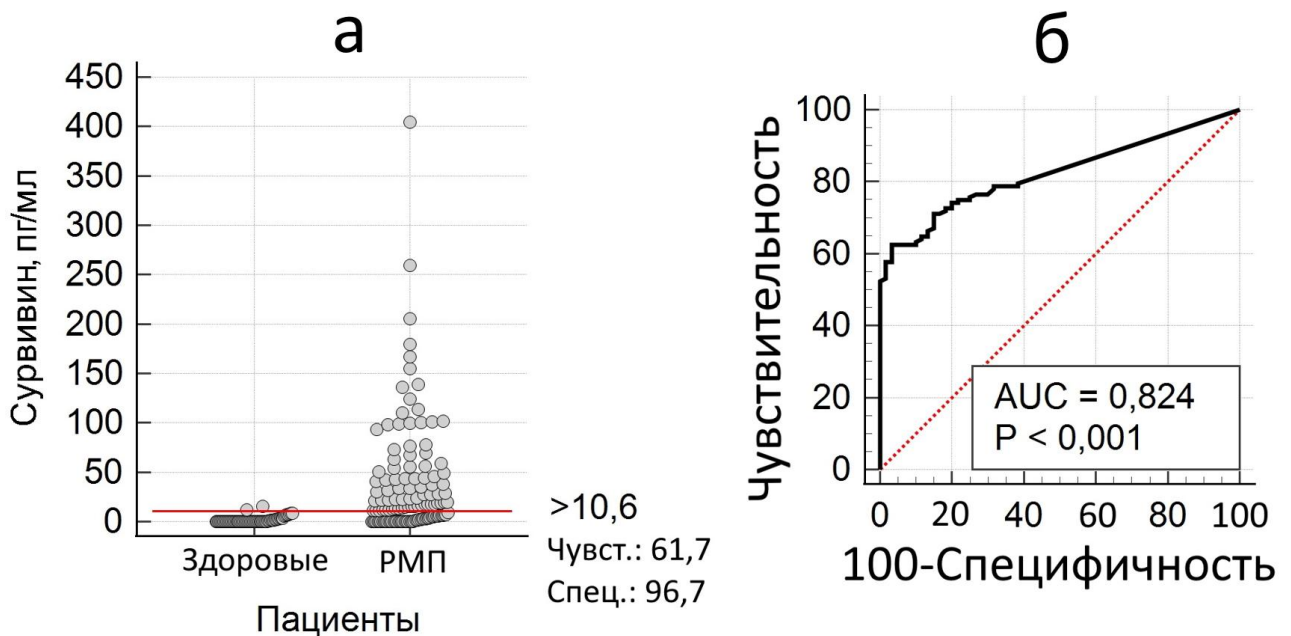 а
450
400
350
300
250
200
150
100
50
0
Сурвивин, пг/мл
Здоровые
РМП
Пациенты
>10,6
Чувст.: 61,7
Спец.: 96,7
б
100
80
60
40
20
0
Чувствительность
AUC = 0,824
P < 0,001
0 20 40 60 80 100
100-Специфичность